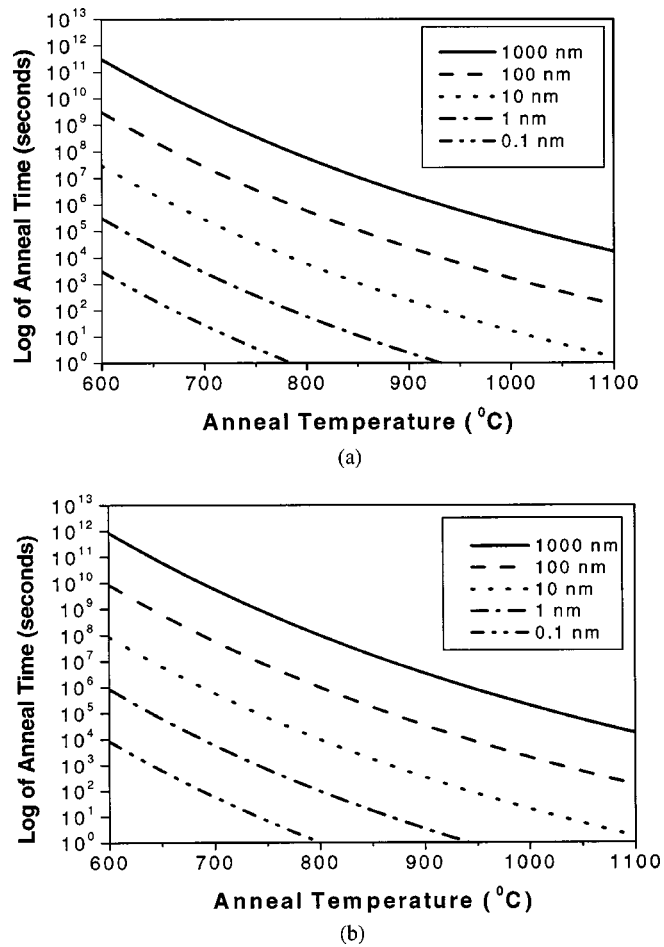 10^13
10^12
10^11
10^10
10^9
10^8
10^7
10^6
10^5
10^4
10^3
10^2
10^1
10^0
Log of Anneal Time (seconds)
1000 nm
100 nm
10 nm
1 nm
0.1 nm
600 700 800 900 1000 1100
Anneal Temperature (°C)
(a)
10^13
10^12
10^11
10^10
10^9
10^8
10^7
10^6
10^5
10^4
10^3
10^2
10^1
10^0
Log of Anneal Time (seconds)
1000 nm
100 nm
10 nm
1 nm
0.1 nm
600 700 800 900 1000 1100
Anneal Temperature (°C)
(b)